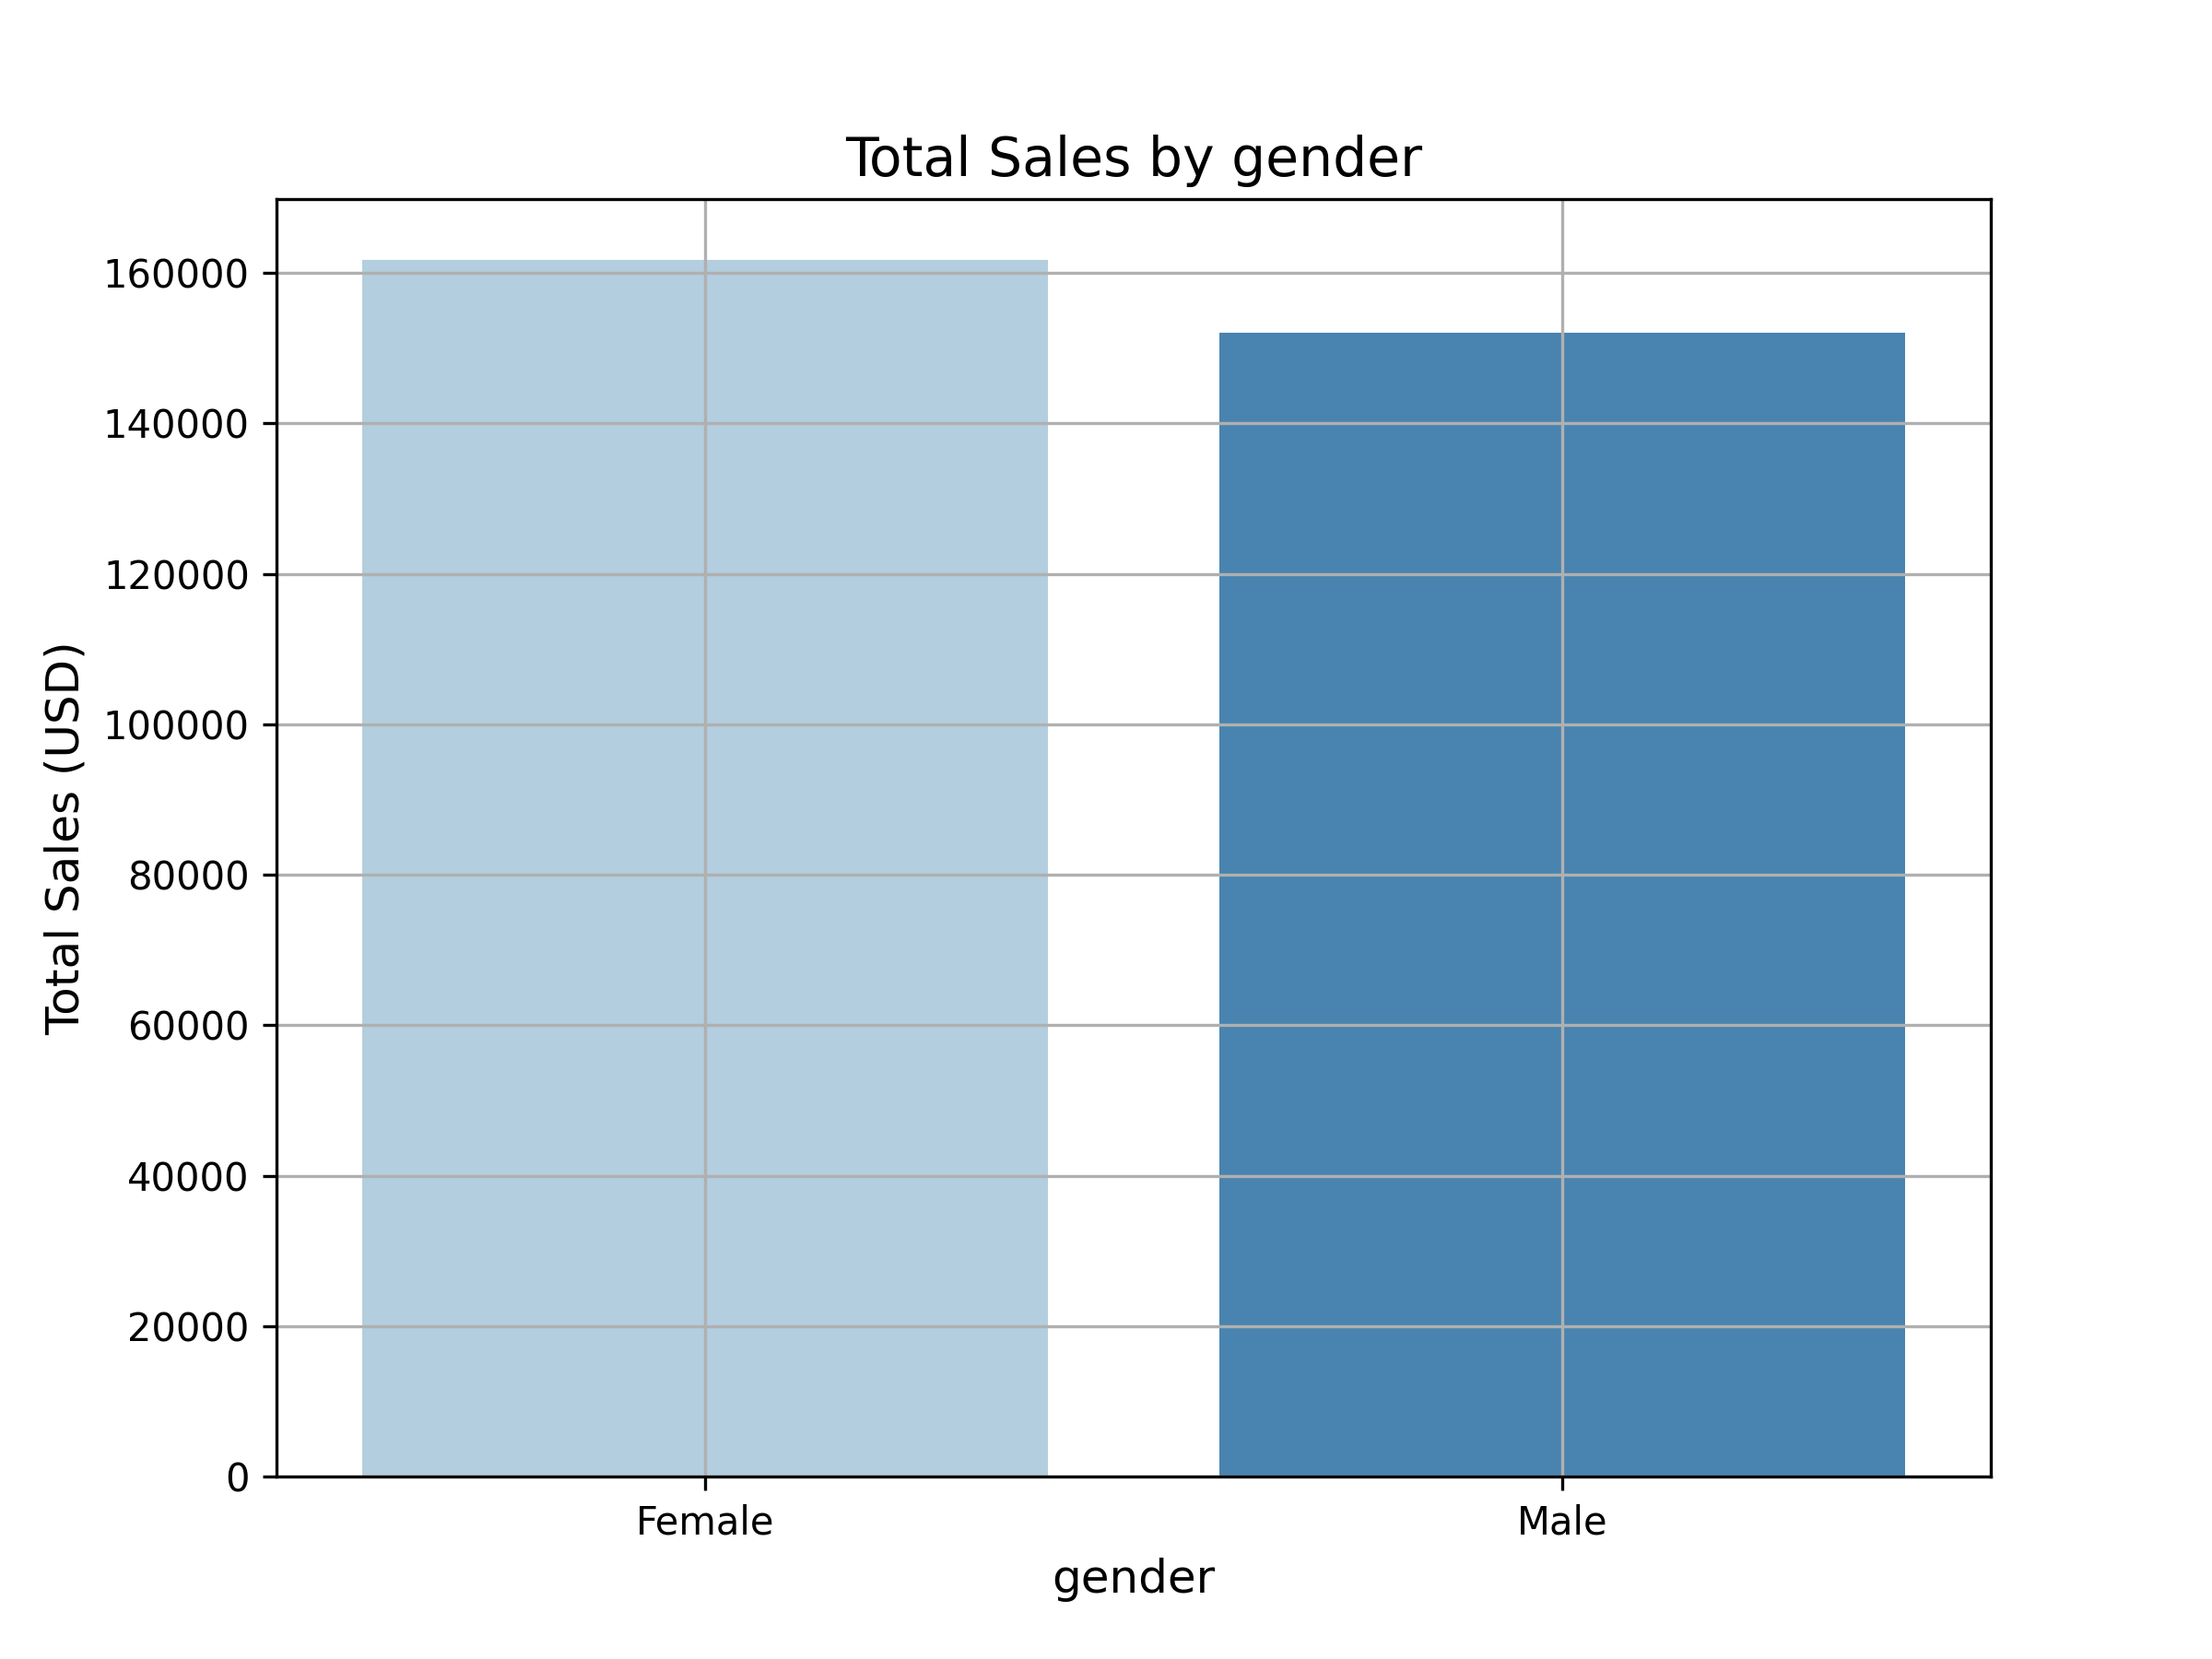 Total Sales by gender
Total Sales (USD)
160000
140000
120000
100000
80000
60000
40000
20000
0
Female
Male
gender